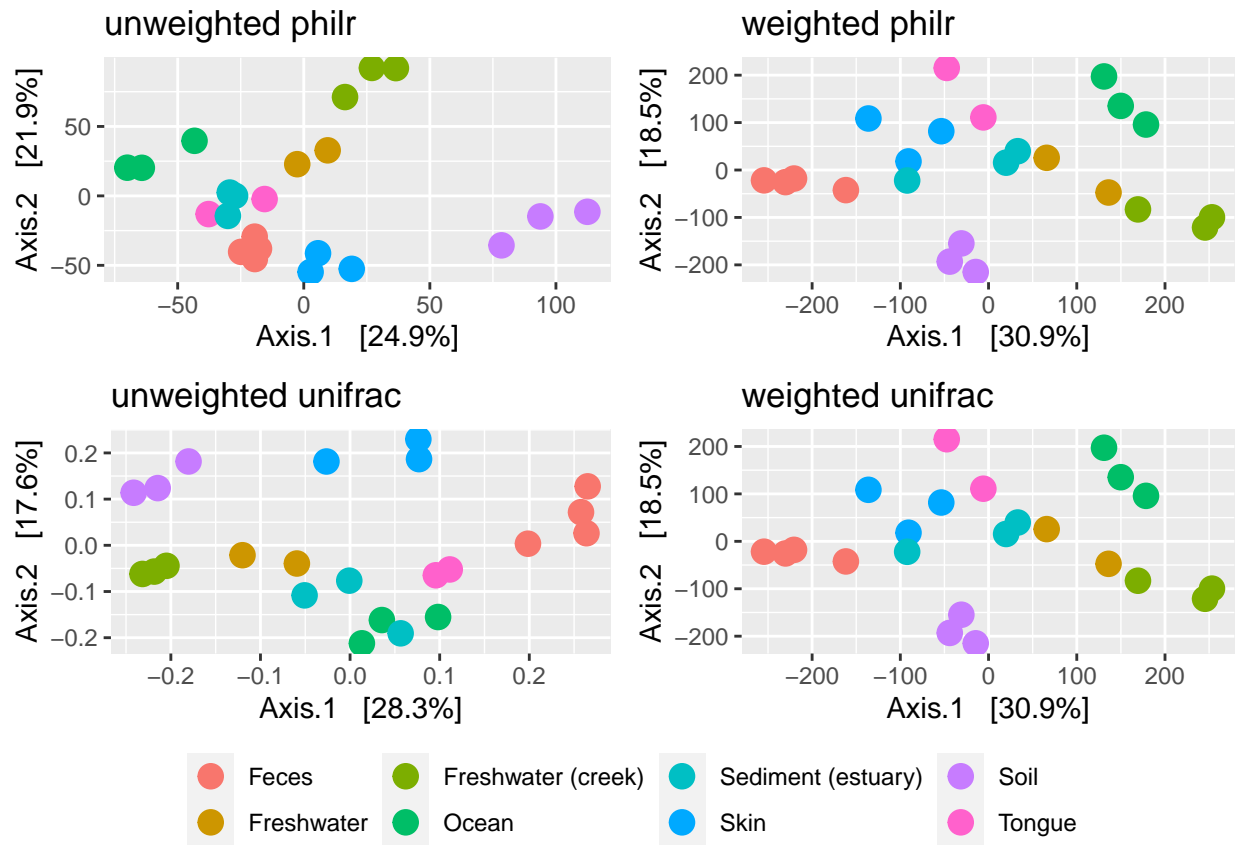 unweighted philr
Axis.2 [21.9%]
50
0
−50
−50
0
50
100
Axis.1 [24.9%]
weighted philr
Axis.2 [18.5%]
200
100
0
−100
−200
−200
−100
0
100
200
Axis.1 [30.9%]
unweighted unifrac
Axis.2 [17.6%]
0.2
0.1
0.0
−0.1
−0.2
−0.2
−0.1
0.0
0.1
0.2
Axis.1 [28.3%]
weighted unifrac
Axis.2 [18.5%]
200
100
0
−100
−200
−200
−100
0
100
200
Axis.1 [30.9%]
Feces
Freshwater
Freshwater (creek)
Ocean
Sediment (estuary)
Skin
Soil
Tongue